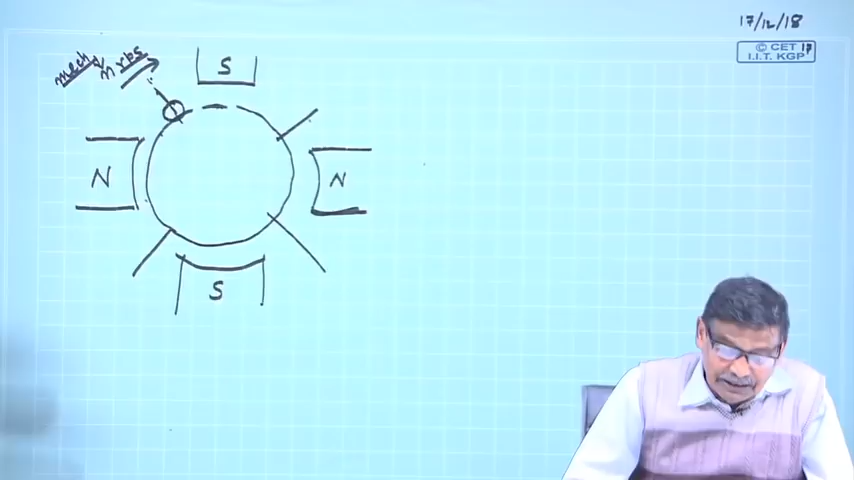 17/12/18
© CET
I.I.T. KGP
mech
n rps
S
N
N
S